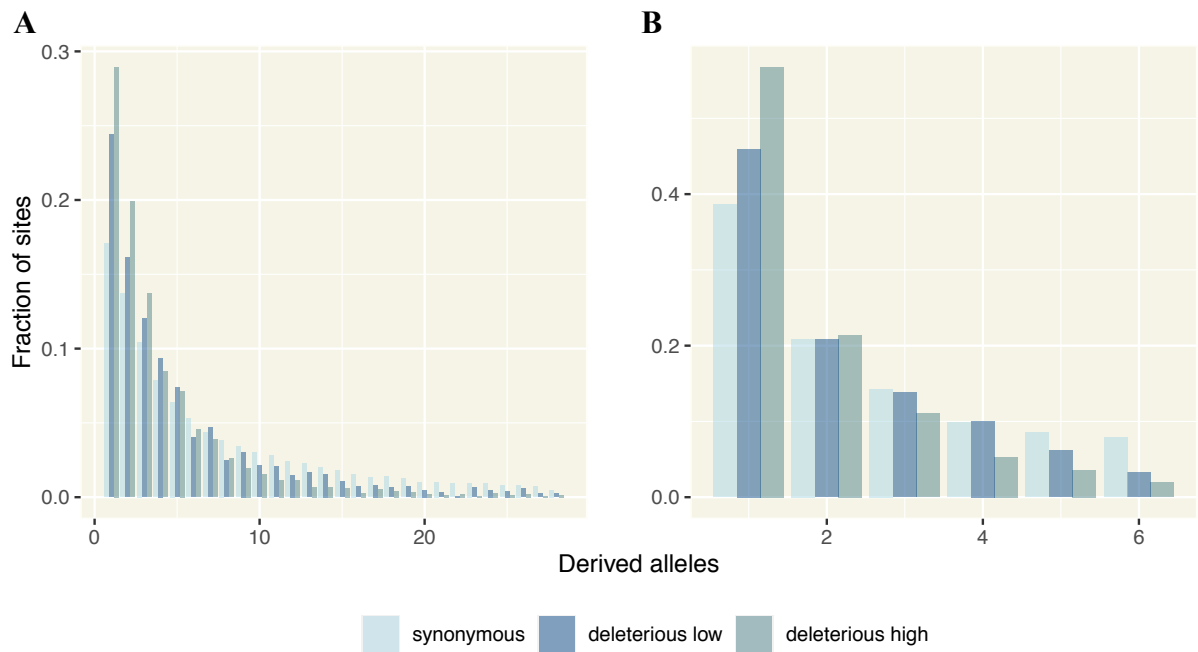 A
B
Fraction of sites
0.3
0.2
0.1
0.0
0
10
20
0.4
0.2
0.0
2
4
6
Derived alleles
synonymous
deleterious low
deleterious high